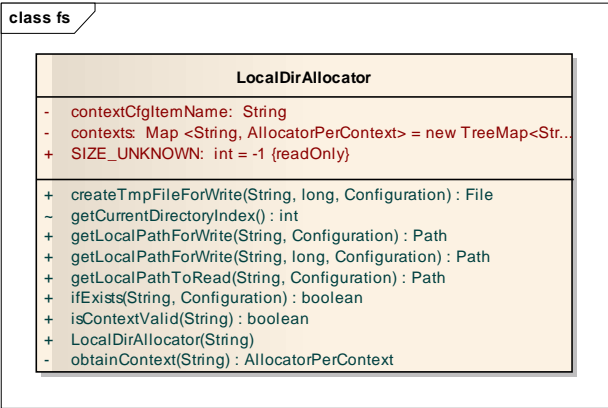 class fs
LocalDirAllocator
- contextCfgItemName: String
- contexts: Map <String, AllocatorPerContext> = new TreeMap<Str...
+ SIZE_UNKNOWN: int = -1 {readOnly}
+ createTmpFileForWrite(String, long, Configuration) : File
~ getCurrentDirectoryIndex() : int
+ getLocalPathForWrite(String, Configuration) : Path
+ getLocalPathForWrite(String, long, Configuration) : Path
+ getLocalPathToRead(String, Configuration) : Path
+ ifExists(String, Configuration) : boolean
+ isContextValid(String) : boolean
+ LocalDirAllocator(String)
- obtainContext(String) : AllocatorPerContext